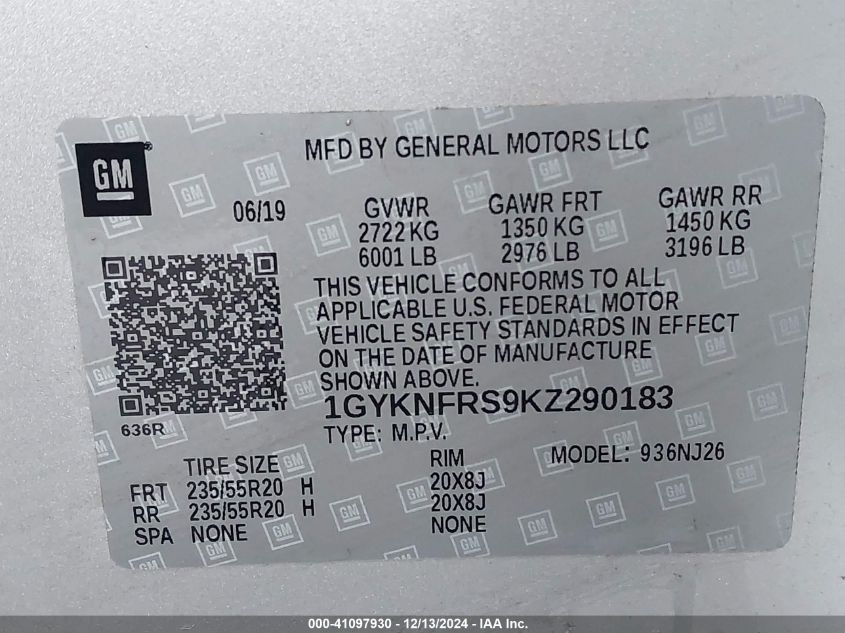 GM
MFD BY GENERAL MOTORS LLC
06/19
GVWR GAWR FRT GAWR RR
2722 KG 1350 KG 1450 KG
6001 LB 2976 LB 3196 LB
THIS VEHICLE CONFORMS TO ALL
APPLICABLE U.S. FEDERAL MOTOR
VEHICLE SAFETY STANDARDS IN EFFECT
ON THE DATE OF MANUFACTURE
SHOWN ABOVE.
1GYKNFRS9KZ290183
636R
TYPE: M.P.V.
MODEL: 936NJ26
TIRE SIZE RIM
FRT 235/55R20 H 20X8J
RR 235/55R20 H 20X8J
SPA NONE NONE
000-41097930 - 12/13/2024 - IAA Inc.